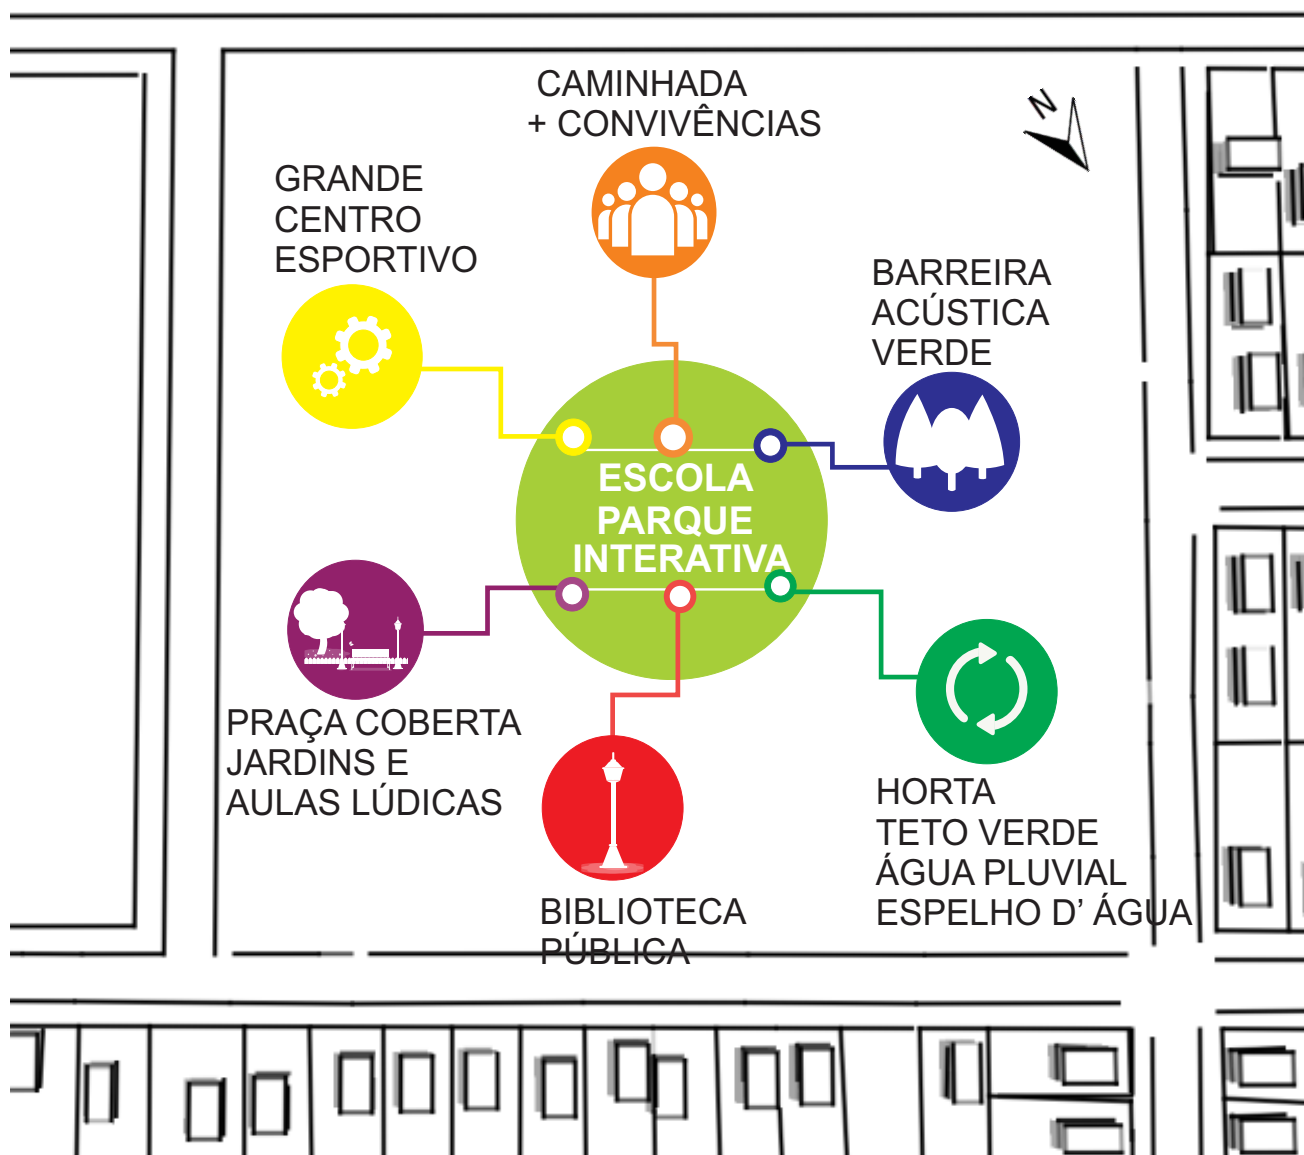 CAMINHADA
+ CONVIVÊNCIAS
N
GRANDE
CENTRO
ESPORTIVO
BARREIRA
ACÚSTICA
VERDE
ESCOLA
PARQUE
INTERATIVA
PRAÇA COBERTA
JARDINS E
AULAS LÚDICAS
BIBLIOTECA
PÚBLICA
HORTA
TETO VERDE
ÁGUA PLUVIAL
ESPELHO D' ÁGUA